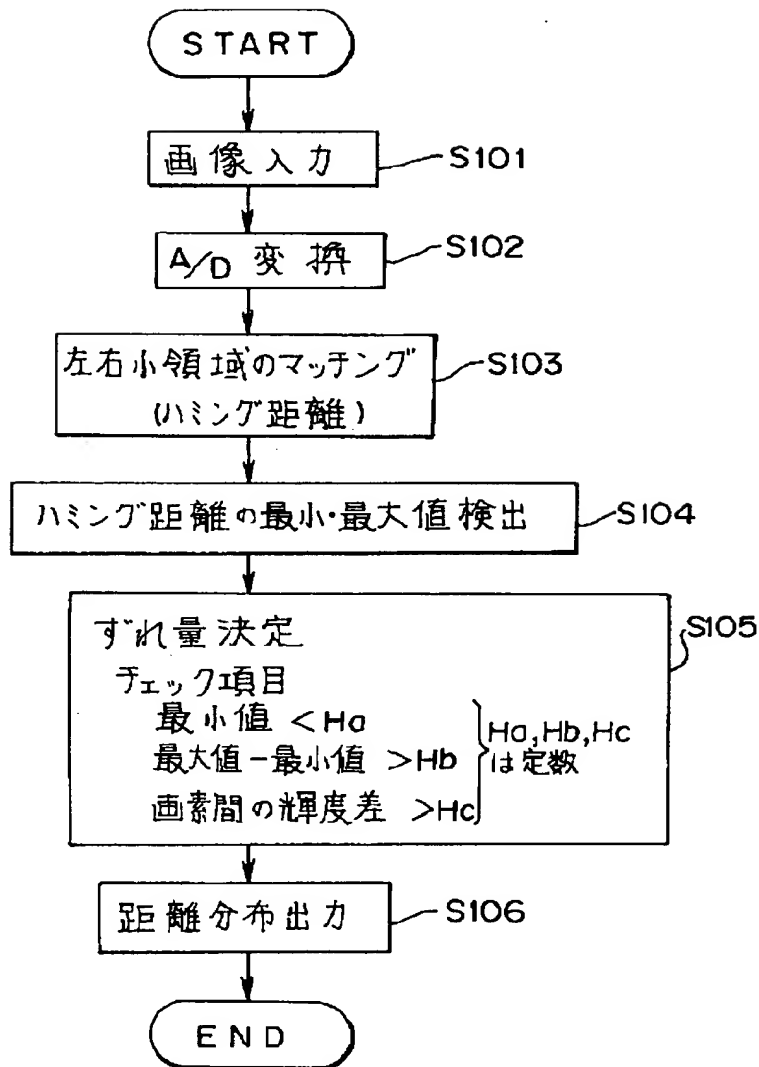 START
画像入力
S101
A/D 変換
S102
左右小領域のマッチング
(ハミング距離)
S103
ハミング距離の最小・最大値検出
S104
ずれ量決定
S105
チェック項目
最小値 <Ha
最大値-最小値 >Hb
画素間の輝度差 >Hc
Ha,Hb,Hc
は定数
距離分布出力
S106
END